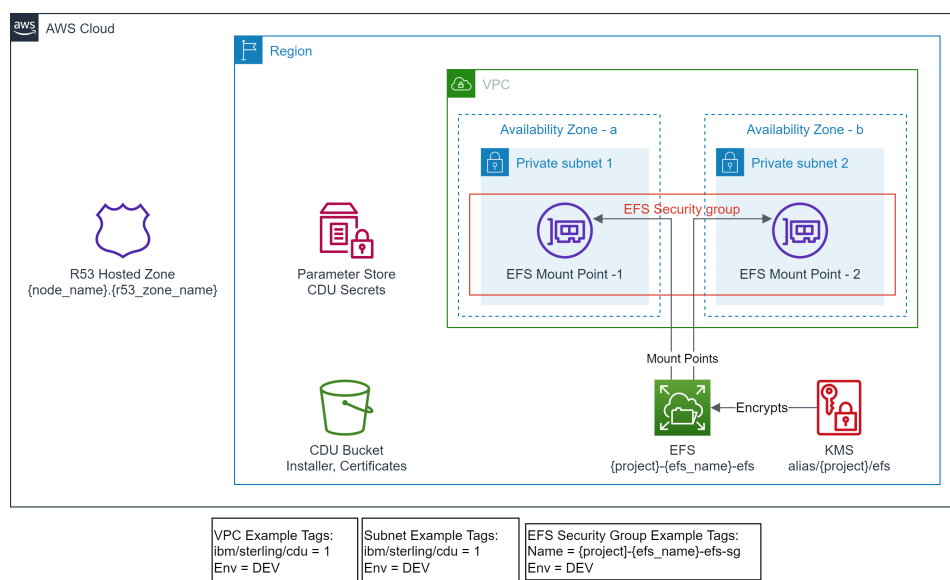 aws
AWS Cloud
Region
VPC
Availability Zone - a
Availability Zone - b
Private subnet 1
Private subnet 2
EFS Security group
EFS Mount Point -1
EFS Mount Point - 2
R53 Hosted Zone
{node_name}.{r53_zone_name}
Parameter Store
CDU Secrets
Mount Points
Encrypts
CDU Bucket
Installer, Certificates
EFS
{project}-{efs_name}-efs
KMS
alias/{project}/efs
VPC Example Tags:
ibm/sterling/cdu = 1
Env = DEV
Subnet Example Tags:
ibm/sterling/cdu = 1
Env = DEV
EFS Security Group Example Tags:
Name = {project]-{efs_name}-efs-sg
Env = DEV